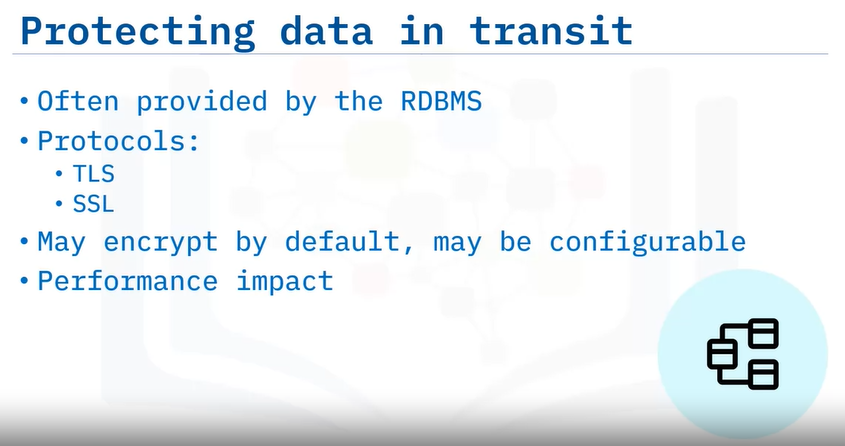 Protecting data in transit
• Often provided by the RDBMS
• Protocols:
• TLS
• SSL
• May encrypt by default, may be configurable
• Performance impact